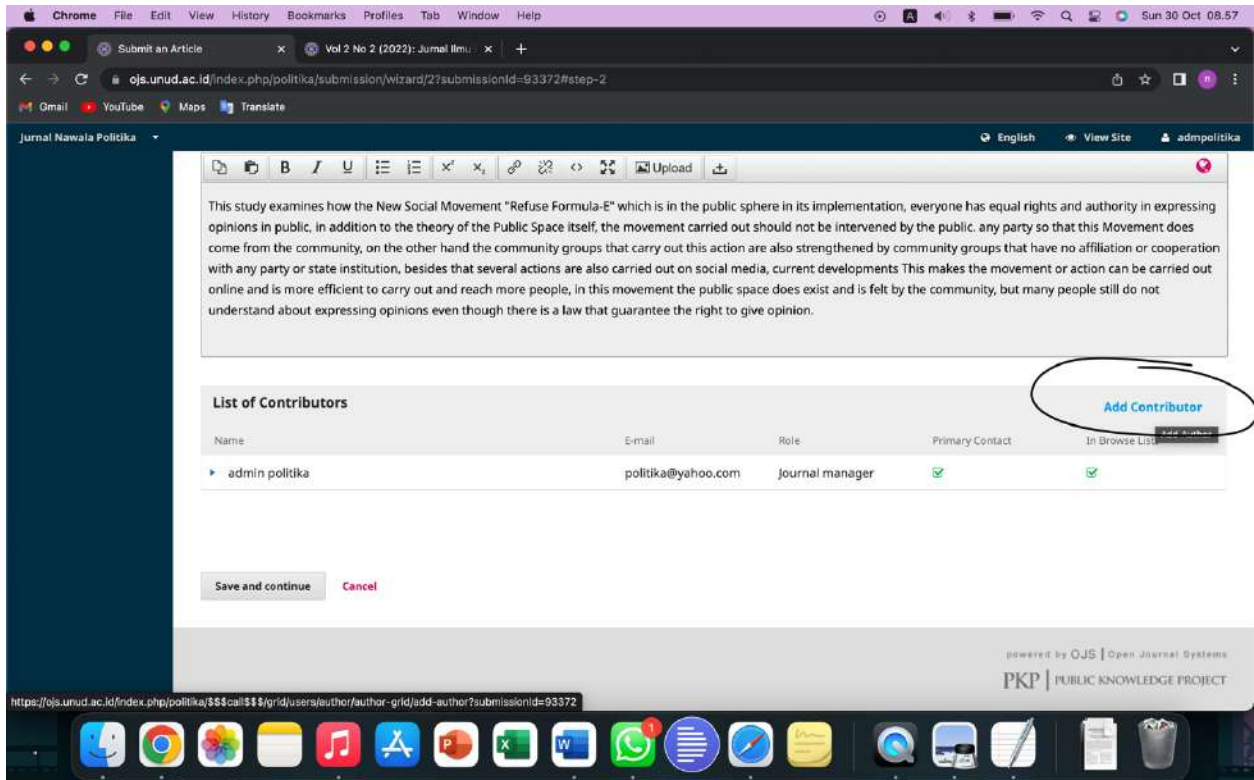 Chrome File Edit View History Bookmarks Profiles Tab Window Help Sun 30 Oct 08.57
Submit an Article Vol 2 No 2 (2022): Jurnal Ilmu
ojs.unud.ac.id/index.php/politika/submission/wizard/2?submissionId=93372#step-2
Gmail YouTube Maps Translate
Jurnal Nawala Politika English View Site admpolitika
B I U Upload
This study examines how the New Social Movement "Refuse Formula-E" which is in the public sphere in its implementation, everyone has equal rights and authority in expressing
opinions in public, in addition to the theory of the Public Space itself, the movement carried out should not be intervened by the public. any party so that this Movement does
come from the community, on the other hand the community groups that carry out this action are also strengthened by community groups that have no affiliation or cooperation
with any party or state institution, besides that several actions are also carried out on social media, current developments This makes the movement or action can be carried out
online and is more efficient to carry out and reach more people, in this movement the public space does exist and is felt by the community, but many people still do not
understand about expressing opinions even though there is a law that guarantee the right to give opinion.
List of Contributors Add Contributor
Add Author
Name E-mail Role Primary Contact In Browse Lists
admin politika politika@yahoo.com Journal manager
Save and continue Cancel
powered by OJS | Open Journal Systems
PKP | PUBLIC KNOWLEDGE PROJECT
https://ojs.unud.ac.id/index.php/politika/$$$call$$$/grid/users/author/author-grid/add-author?submissionId=93372